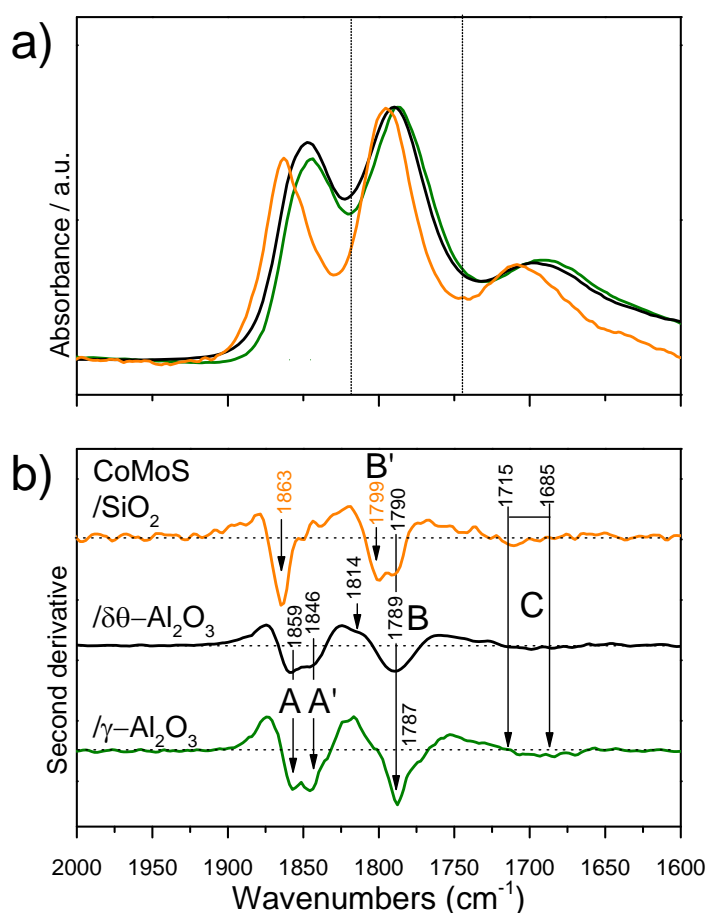 a)
Absorbance / a.u.
b)
CoMoS
/SiO₂
/δθ−Al₂O₃
/γ−Al₂O₃
Second derivative
1863
B'
1799
1790
1715
1685
1859
1846
1814
1789
B
C
A
A'
1787
2000 1950 1900 1850 1800 1750 1700 1650 1600
Wavenumbers (cm⁻¹)